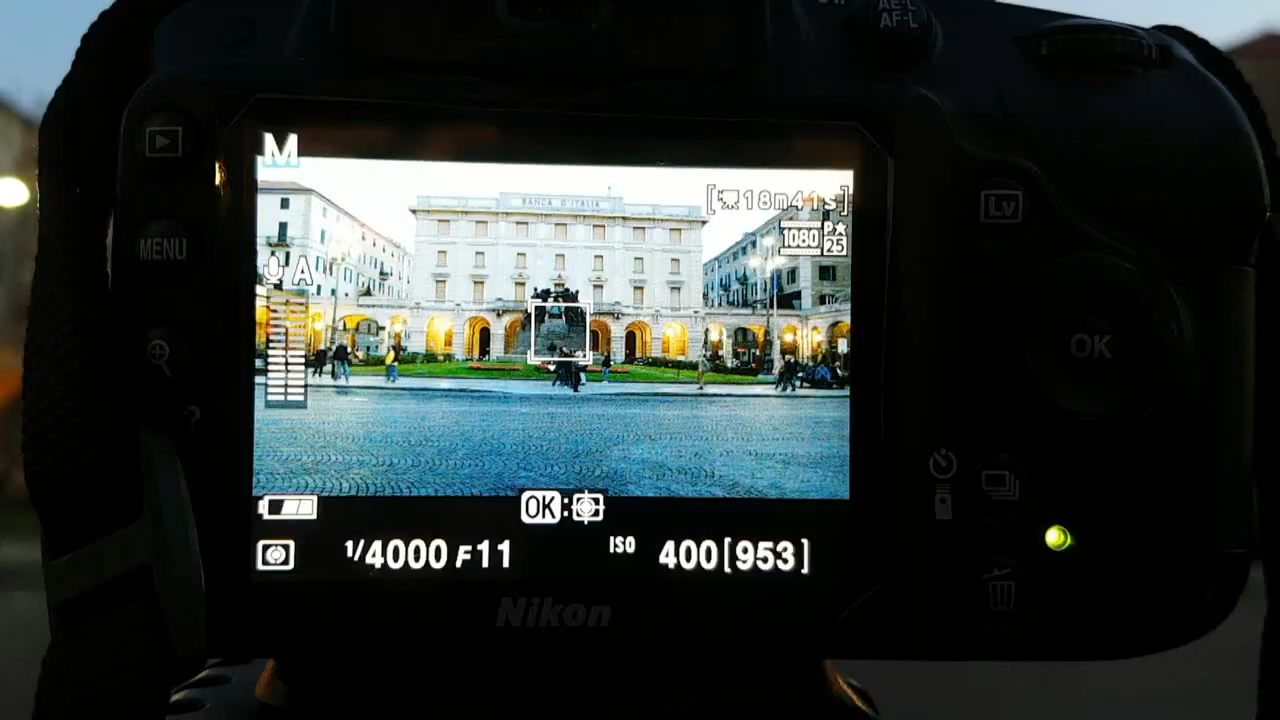 AE-L
AF-L
M
[18m41s]
BANCA D'ITALIA
1080 P★
25
Lv
MENU
A
OK
OK:
1/4000 F11 ISO 400[953]
Nikon